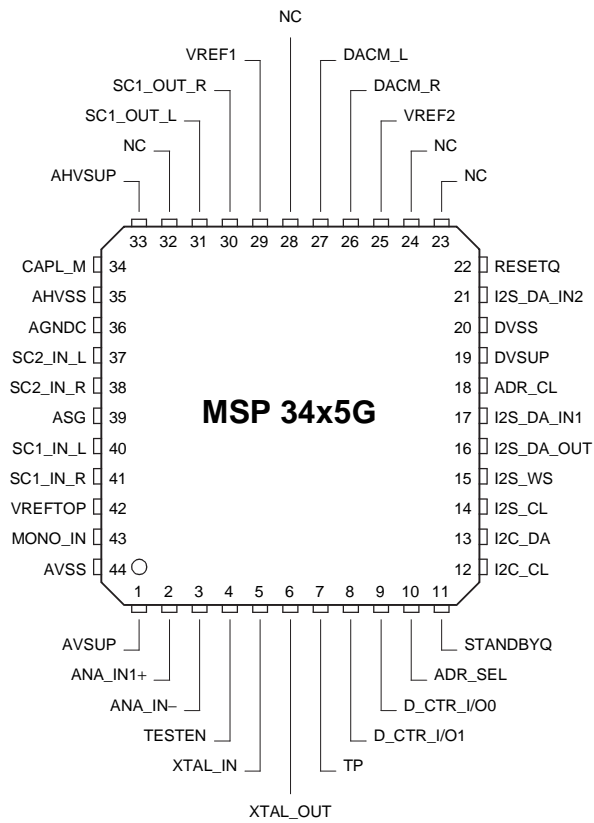 NC
VREF1
DACM_L
SC1_OUT_R
DACM_R
SC1_OUT_L
VREF2
NC
NC
AHVSUP
NC
33 32 31 30 29 28 27 26 25 24 23
CAPL_M 34
22 RESETQ
AHVSS 35
21 I2S_DA_IN2
AGNDC 36
20 DVSS
SC2_IN_L 37
19 DVSUP
SC2_IN_R 38
18 ADR_CL
ASG 39
MSP 34x5G
17 I2S_DA_IN1
SC1_IN_L 40
16 I2S_DA_OUT
SC1_IN_R 41
15 I2S_WS
VREFTOP 42
14 I2S_CL
MONO_IN 43
13 I2C_DA
AVSS 44
12 I2C_CL
1 2 3 4 5 6 7 8 9 10 11
AVSUP
STANDBYQ
ANA_IN1+
ADR_SEL
ANA_IN−
D_CTR_I/O0
TESTEN
D_CTR_I/O1
XTAL_IN
TP
XTAL_OUT